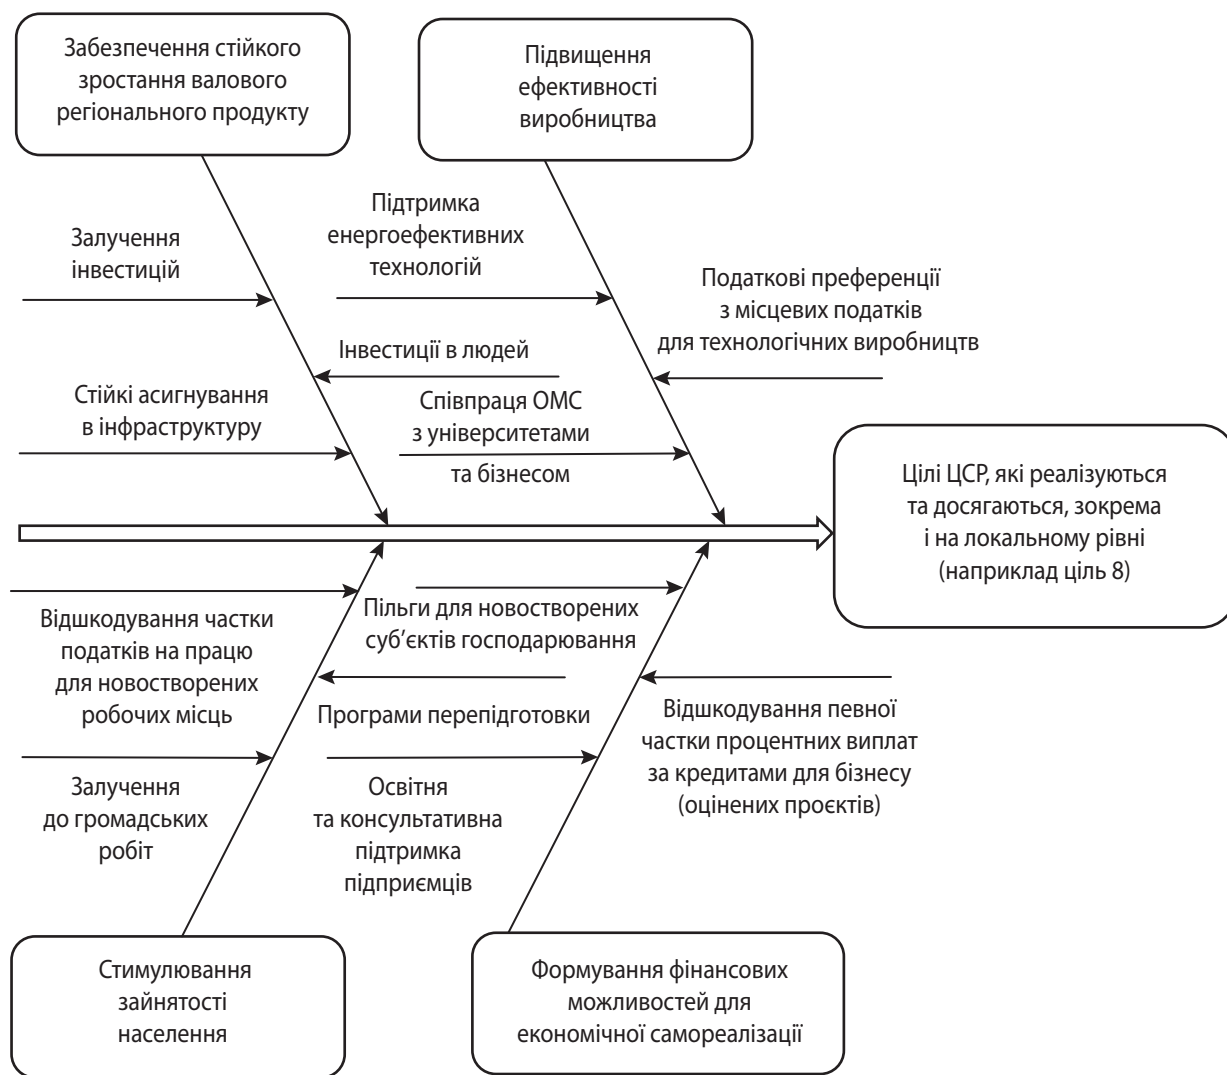 Забезпечення стійкого
зростання валового
регіонального продукту
Підвищення
ефективності
виробництва
Залучення
інвестицій
Підтримка
енергоефективних
технологій
Податкові преференції
з місцевих податків
для технологічних виробництв
Інвестиції в людей
Стійкі асигнування
в інфраструктуру
Співпраця ОМС
з університетами
та бізнесом
Цілі ЦСР, які реалізуються
та досягаються, зокрема
і на локальному рівні
(наприклад ціль 8)
Відшкодування частки
податків на працю
для новостворених
робочих місць
Пільги для новостворених
суб’єктів господарювання
Програми перепідготовки
Відшкодування певної
частки процентних виплат
за кредитами для бізнесу
(оцінених проєктів)
Залучення
до громадських
робіт
Освітня
та консультативна
підтримка
підприємців
Стимулювання
зайнятості
населення
Формування фінансових
можливостей для
економічної самореалізації